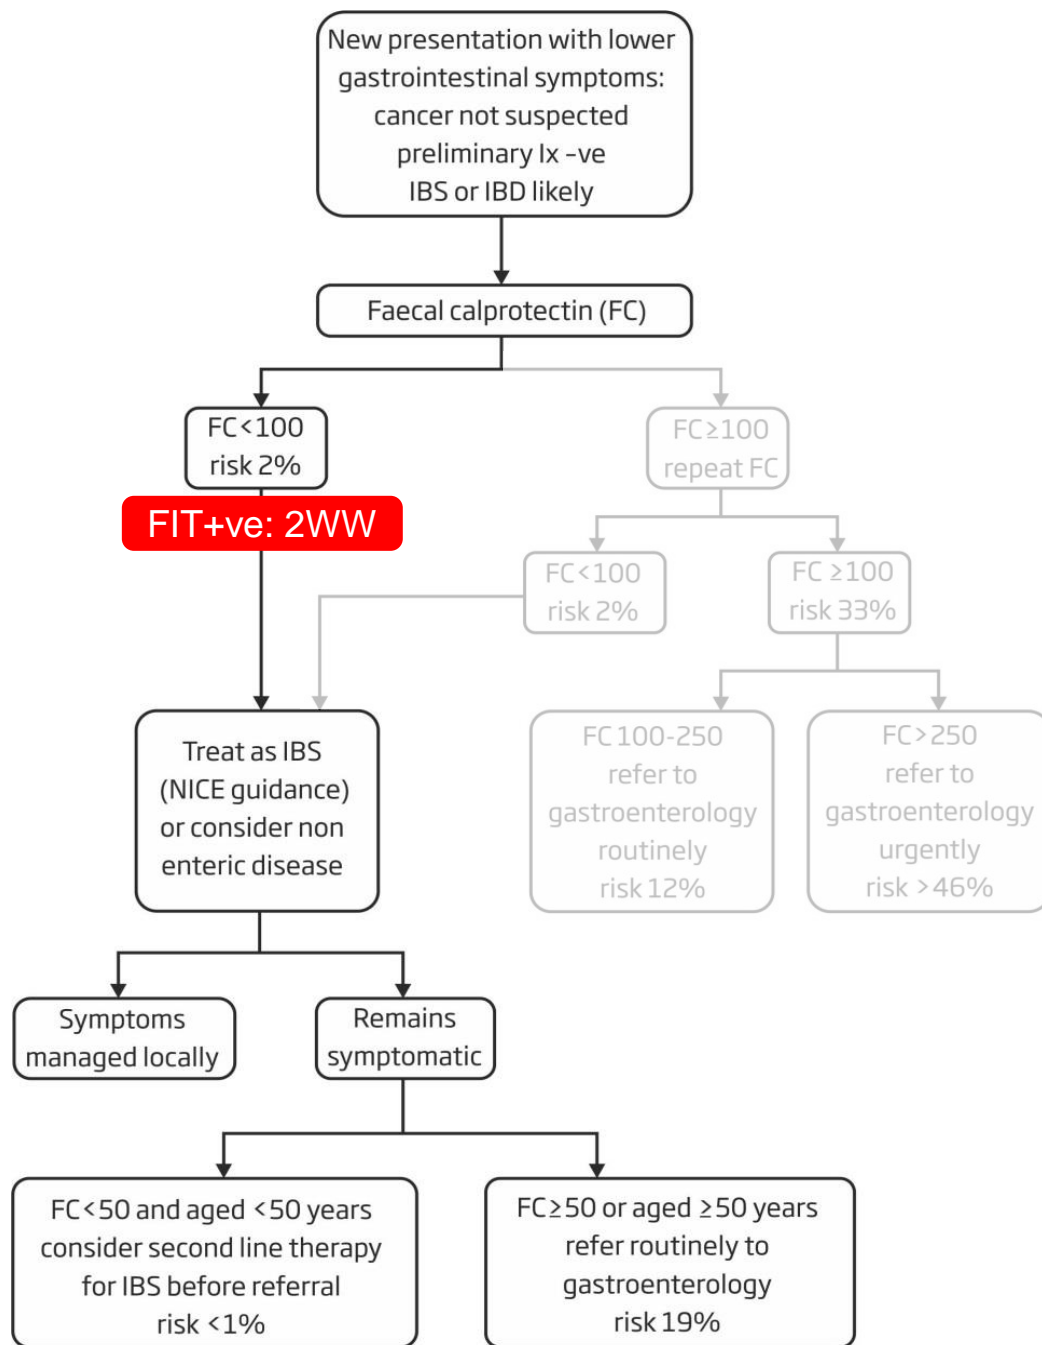 New presentation with lower
gastrointestinal symptoms:
cancer not suspected
preliminary Ix -ve
IBS or IBD likely
Faecal calprotectin (FC)
FC<100
risk 2%
FC≥100
repeat FC
FIT+ve: 2WW
FC<100
risk 2%
FC ≥100
risk 33%
Treat as IBS
(NICE guidance)
or consider non
enteric disease
FC 100-250
refer to
gastroenterology
routinely
risk 12%
FC>250
refer to
gastroenterology
urgently
risk >46%
Symptoms
managed locally
Remains
symptomatic
FC<50 and aged <50 years
consider second line therapy
for IBS before referral
risk <1%
FC≥50 or aged ≥50 years
refer routinely to
gastroenterology
risk 19%